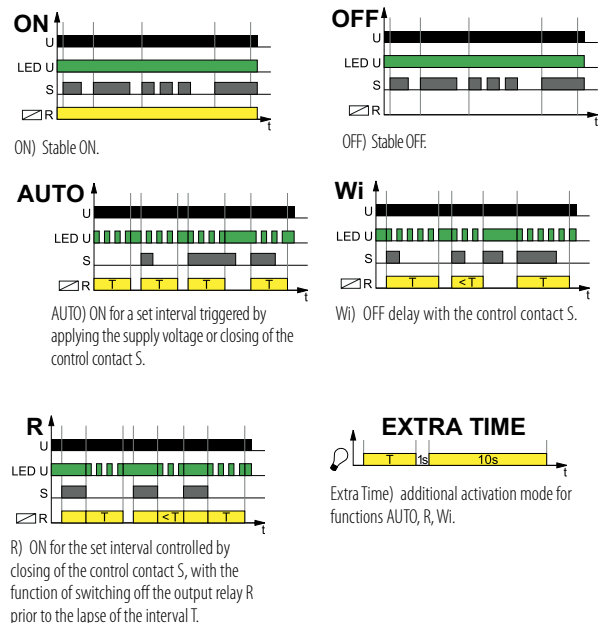 ON
U
LED U
S
R
t
ON) Stable ON.
OFF
U
LED U
S
R
t
OFF) Stable OFF.
AUTO
U
LED U
S
R T T T T
t
AUTO) ON for a set interval triggered by
applying the supply voltage or closing of the
control contact S.
Wi
U
LED U
S
R T <T T
t
Wi) OFF delay with the control contact S.
R
U
LED U
S
R T <T T
t
R) ON for the set interval controlled by
closing of the control contact S, with the
function of switching off the output relay R
prior to the lapse of the interval T.
EXTRA TIME
T 1s 10s
t
Extra Time) additional activation mode for
functions AUTO, R, Wi.